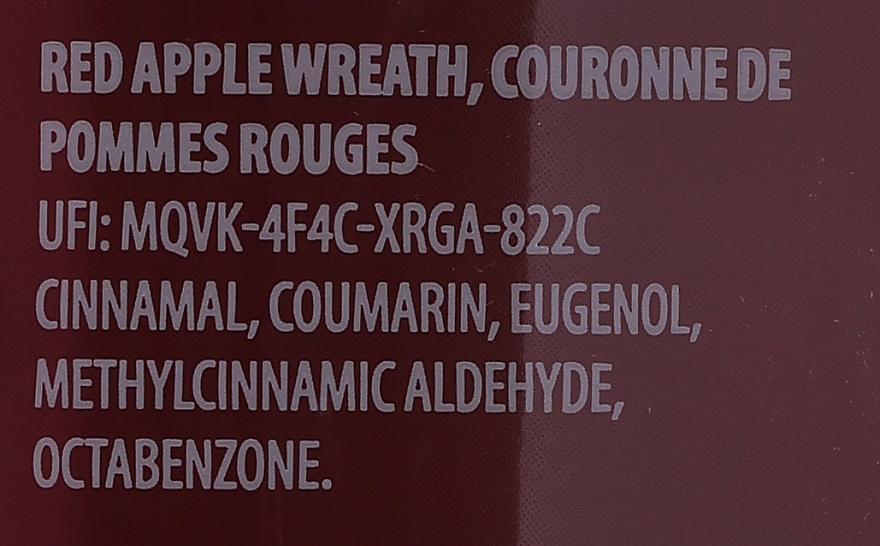 RED APPLE WREATH, COURONNE DE
POMMES ROUGES
UFI: MQVK-4F4C-XRGA-822C
CINNAMAL, COUMARIN, EUGENOL,
METHYLCINNAMIC ALDEHYDE,
OCTABENZONE.